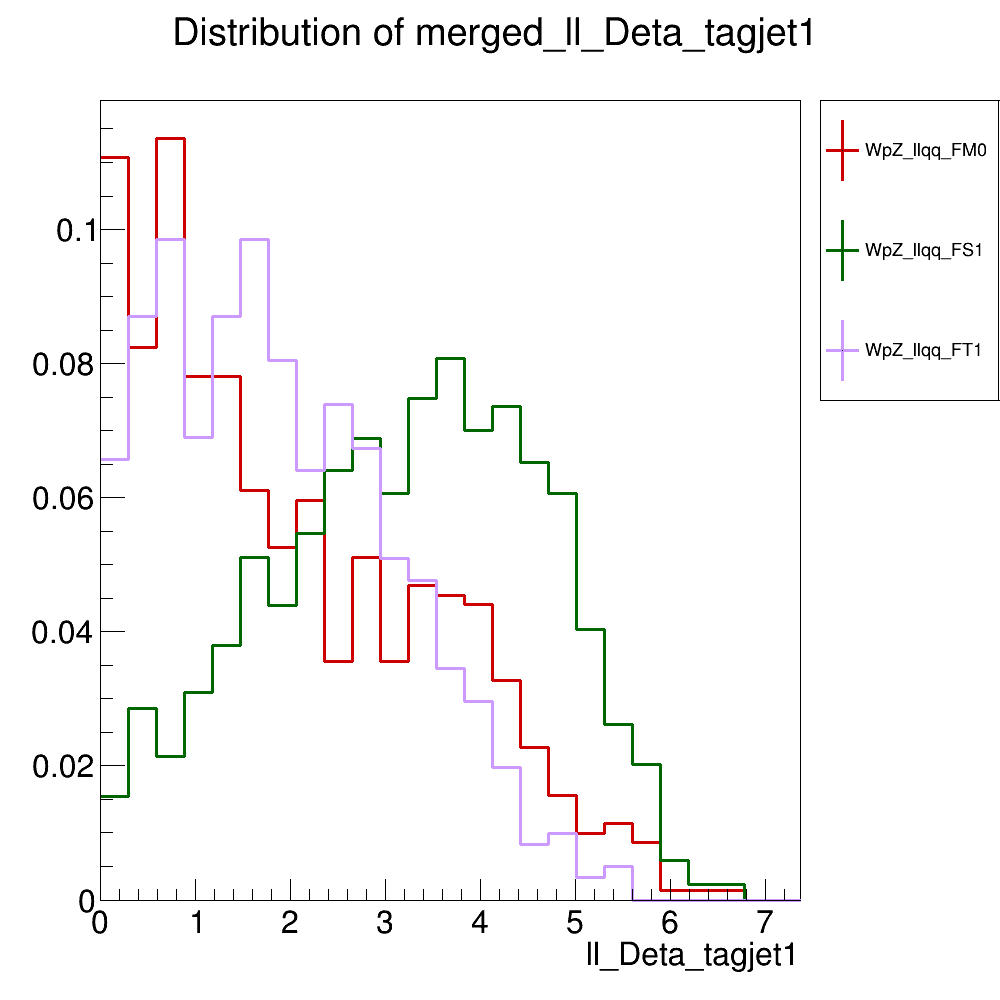 Distribution of merged_ll_Deta_tagjet1
WpZ_llqq_FM0
WpZ_llqq_FS1
WpZ_llqq_FT1
0.1
0.08
0.06
0.04
0.02
0
0 1 2 3 4 5 6 7
ll_Deta_tagjet1